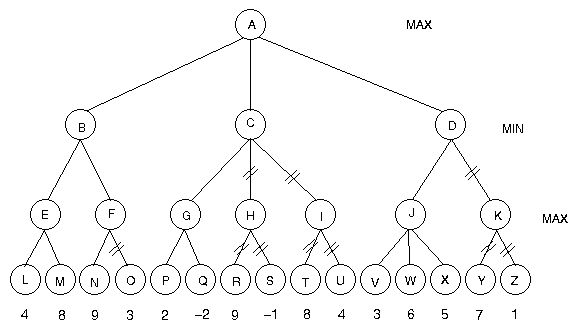 A MAX
B C D MIN
E F G H I J K MAX
L M N O P Q R S T U V W X Y Z
4 8 9 3 2 −2 9 −1 8 4 3 6 5 7 1